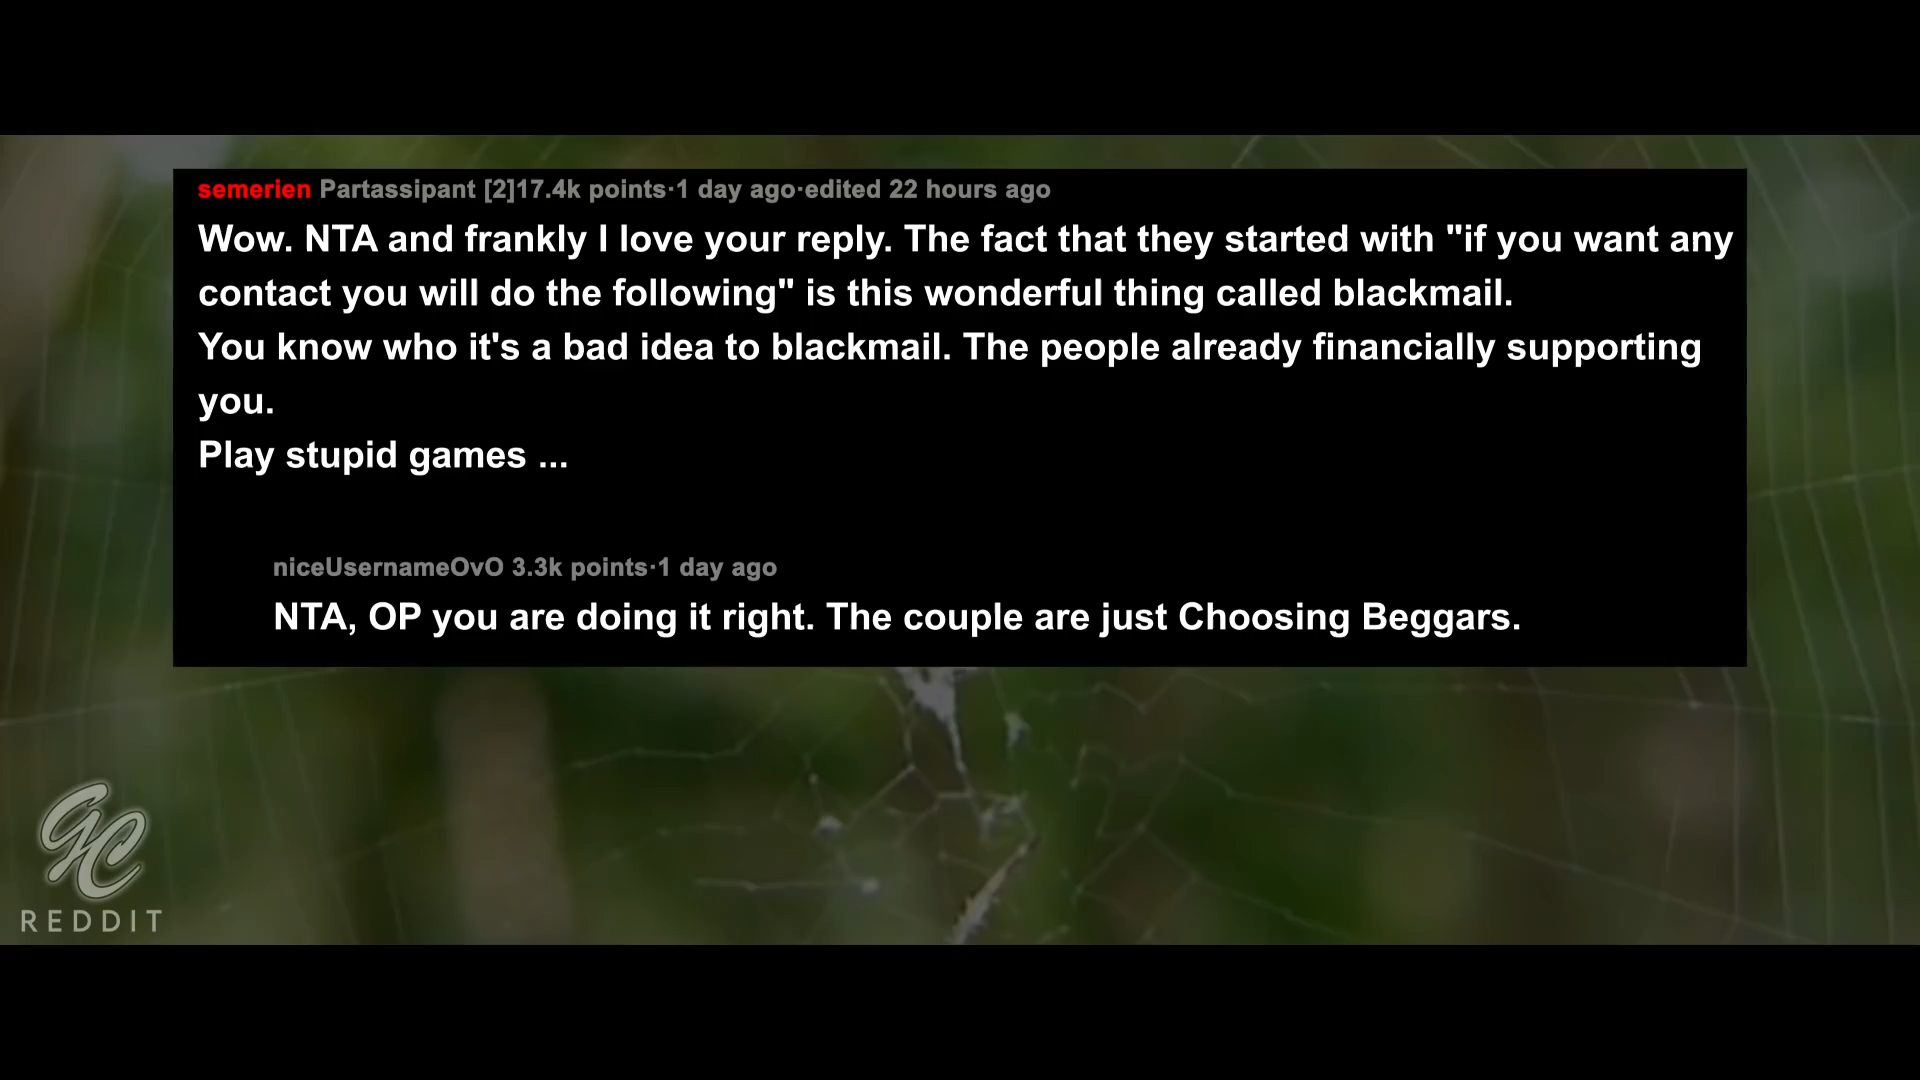 semerien Partassipant [2]17.4k points·1 day ago·edited 22 hours ago
Wow. NTA and frankly I love your reply. The fact that they started with "if you want any
contact you will do the following" is this wonderful thing called blackmail.
You know who it's a bad idea to blackmail. The people already financially supporting
you.
Play stupid games ...
niceUsernameOvO 3.3k points·1 day ago
NTA, OP you are doing it right. The couple are just Choosing Beggars.
GC
REDDIT